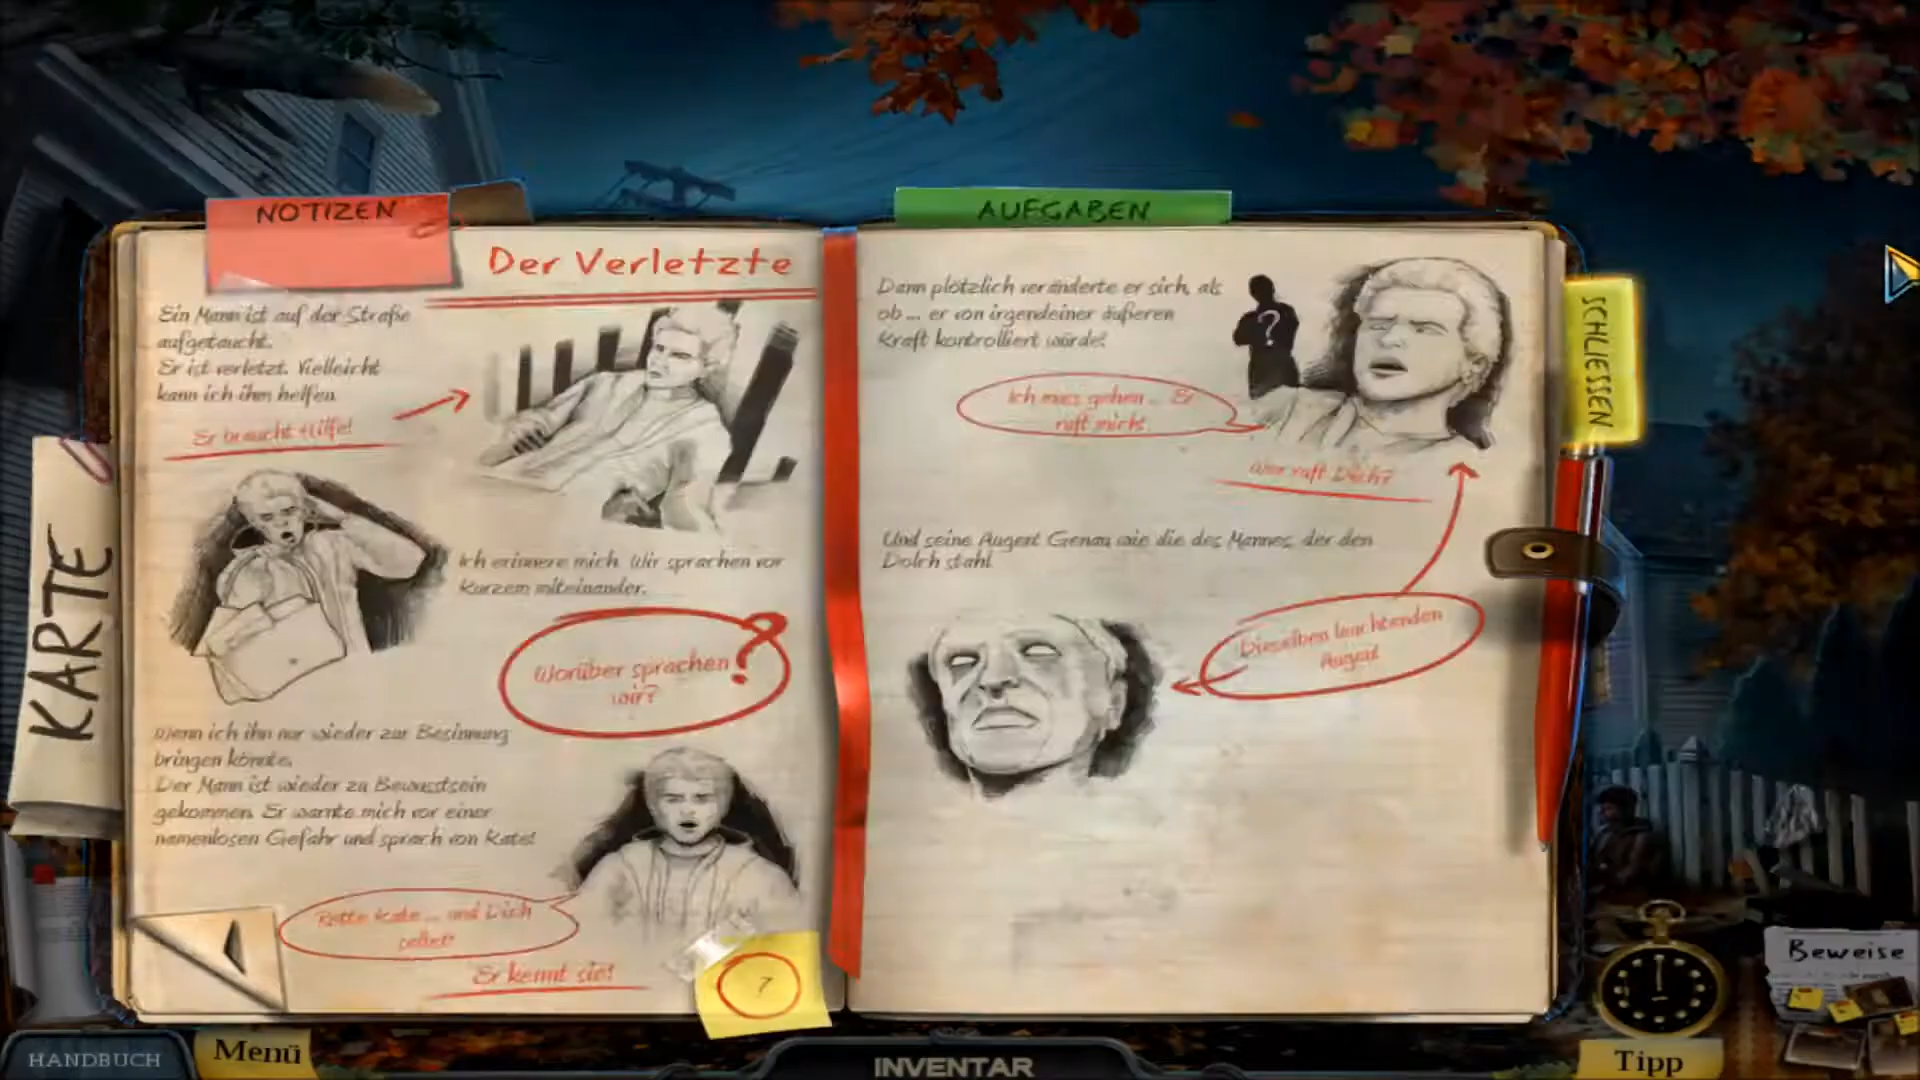 NOTIZEN
Der Verletzte
Ein Mann ist auf der Straße
aufgetaucht.
Er ist verletzt. Vielleicht
kann ich ihm helfen.
Er braucht Hilfe!
Ich erinnere mich. Wir sprachen vor
Kurzem miteinander.
Worüber sprachen
wir?
?
Wenn ich ihn nur wieder zur Besinnung
bringen könnte.
Der Mann ist wieder zu Bewusstsein
gekommen. Er warnte mich vor einer
namenlosen Gefahr und sprach von Kate!
Rette Kate ... und Dich
selbst!
Er kennt sie!
7
AUFGABEN
Dann plötzlich veränderte er sich, als
ob ... er von irgendeiner äußeren
Kraft kontrolliert würde!
?
Ich muss gehen ... Er
ruft mich!
Wer ruft Dich?
Und seine Augen! Genau wie die des Mannes, der den
Dolch stahl.
Dieselben leuchtenden
Augen!
SCHLIESSEN
KARTE
Beweise
HANDBUCH
Menü
INVENTAR
Tipp